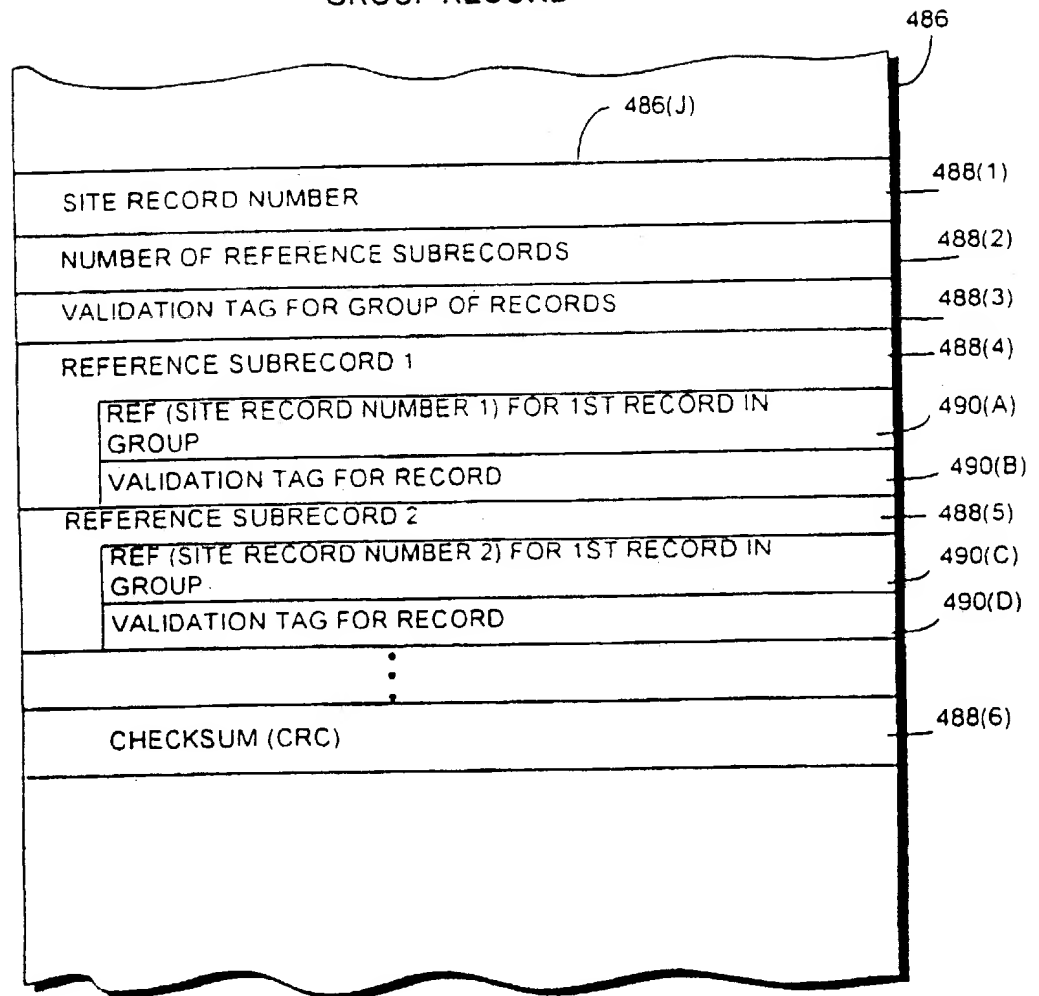 GROUP RECORD
486
486(J)
SITE RECORD NUMBER
488(1)
NUMBER OF REFERENCE SUBRECORDS
488(2)
VALIDATION TAG FOR GROUP OF RECORDS
488(3)
REFERENCE SUBRECORD 1
488(4)
REF (SITE RECORD NUMBER 1) FOR 1ST RECORD IN
GROUP
490(A)
VALIDATION TAG FOR RECORD
490(B)
REFERENCE SUBRECORD 2
488(5)
REF (SITE RECORD NUMBER 2) FOR 1ST RECORD IN
GROUP
490(C)
VALIDATION TAG FOR RECORD
490(D)
CHECKSUM (CRC)
488(6)